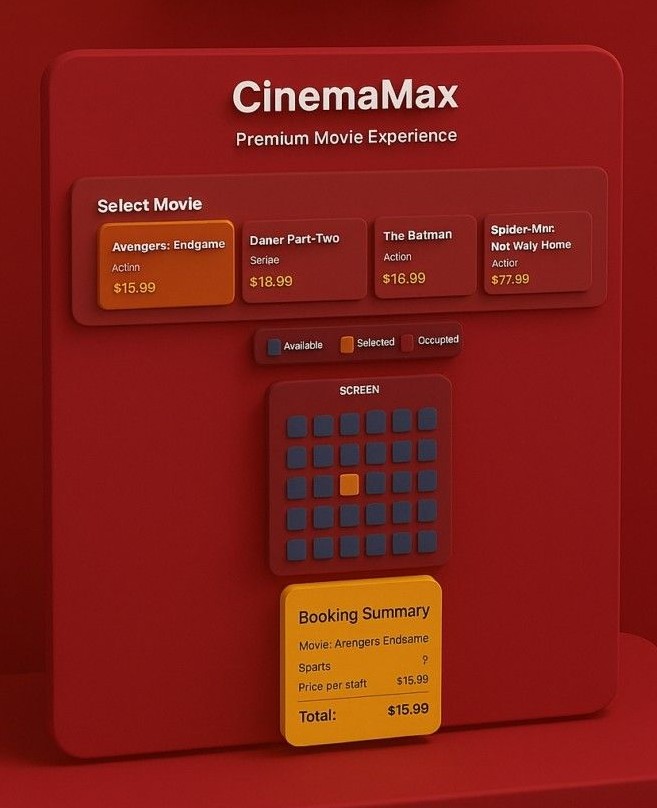 CinemaMax
Premium Movie Experience
Select Movie
Avengers: Endgame
Actinn
$15.99
Daner Part-Two
Seriae
$18.99
The Batman
Action
$16.99
Spider-Mnr.
Not Waly Home
Actior
$77.99
Available
Selected
Occupted
SCREEN
Booking Summary
Movie: Arengers Endsame
Sparts ?
Price per staft $15.99
Total: $15.99